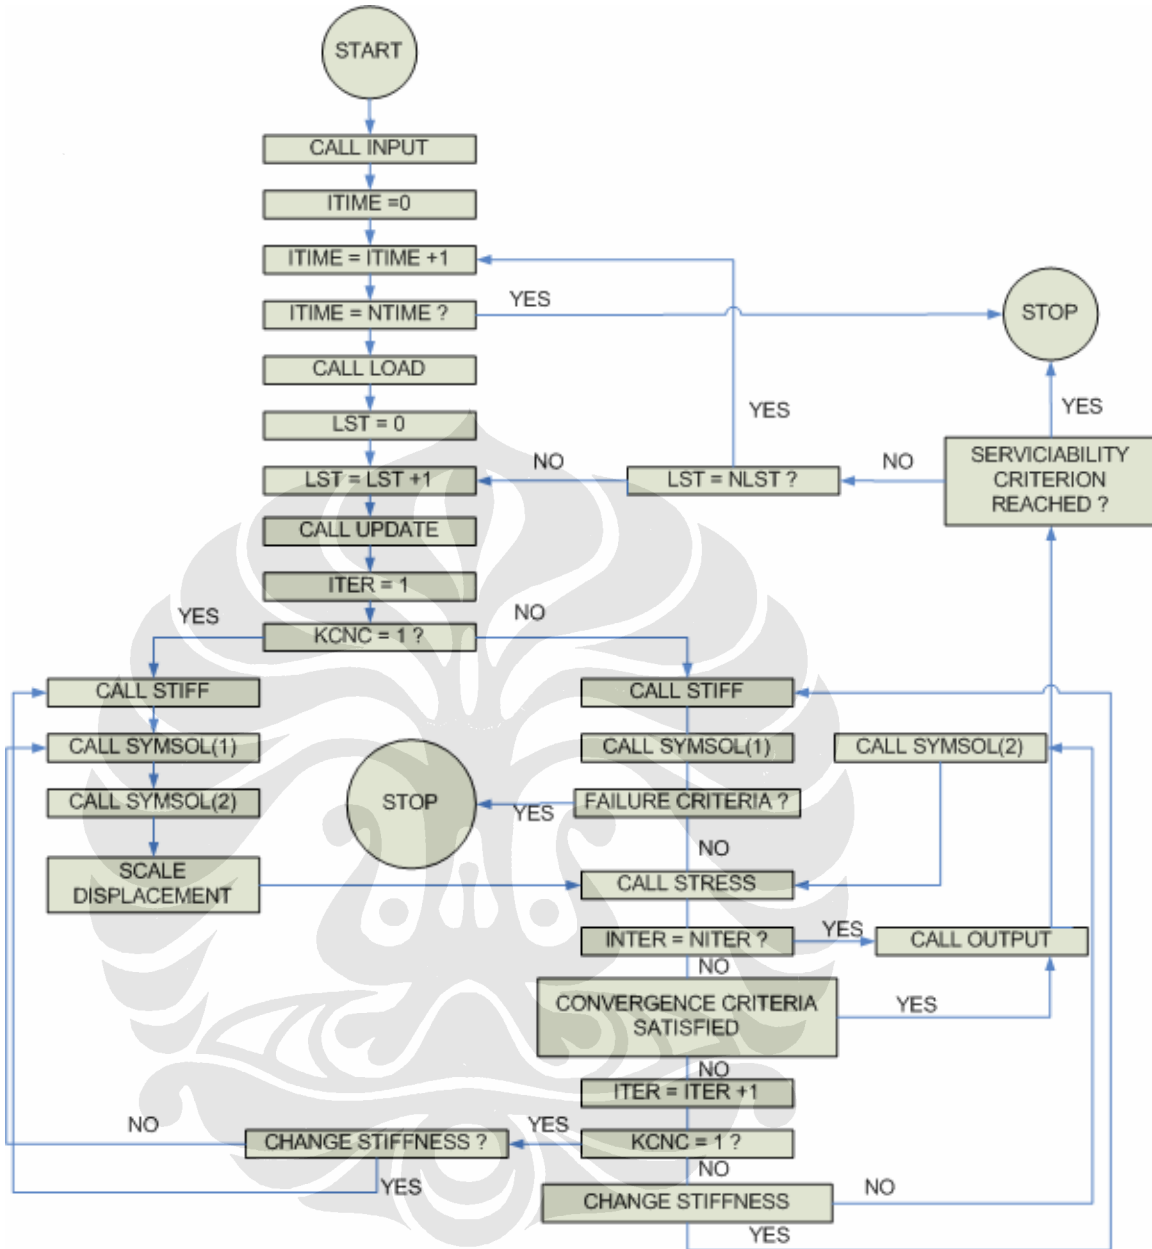 START
CALL INPUT
ITIME =0
ITIME = ITIME +1
ITIME = NTIME ?
YES
STOP
CALL LOAD
LST = 0
YES
YES
LST = LST +1
NO
LST = NLST ?
NO
SERVICIABILITY
CRITERION
REACHED ?
CALL UPDATE
ITER = 1
YES
KCNC = 1 ?
NO
CALL STIFF
CALL STIFF
CALL SYMSOL(1)
CALL SYMSOL(1)
CALL SYMSOL(2)
CALL SYMSOL(2)
STOP
YES
FAILURE CRITERIA ?
NO
SCALE
DISPLACEMENT
CALL STRESS
INTER = NITER ?
YES
CALL OUTPUT
NO
CONVERGENCE CRITERIA
SATISFIED
YES
NO
ITER = ITER +1
NO
CHANGE STIFFNESS ?
YES
KCNC = 1 ?
YES
NO
CHANGE STIFFNESS
NO
YES